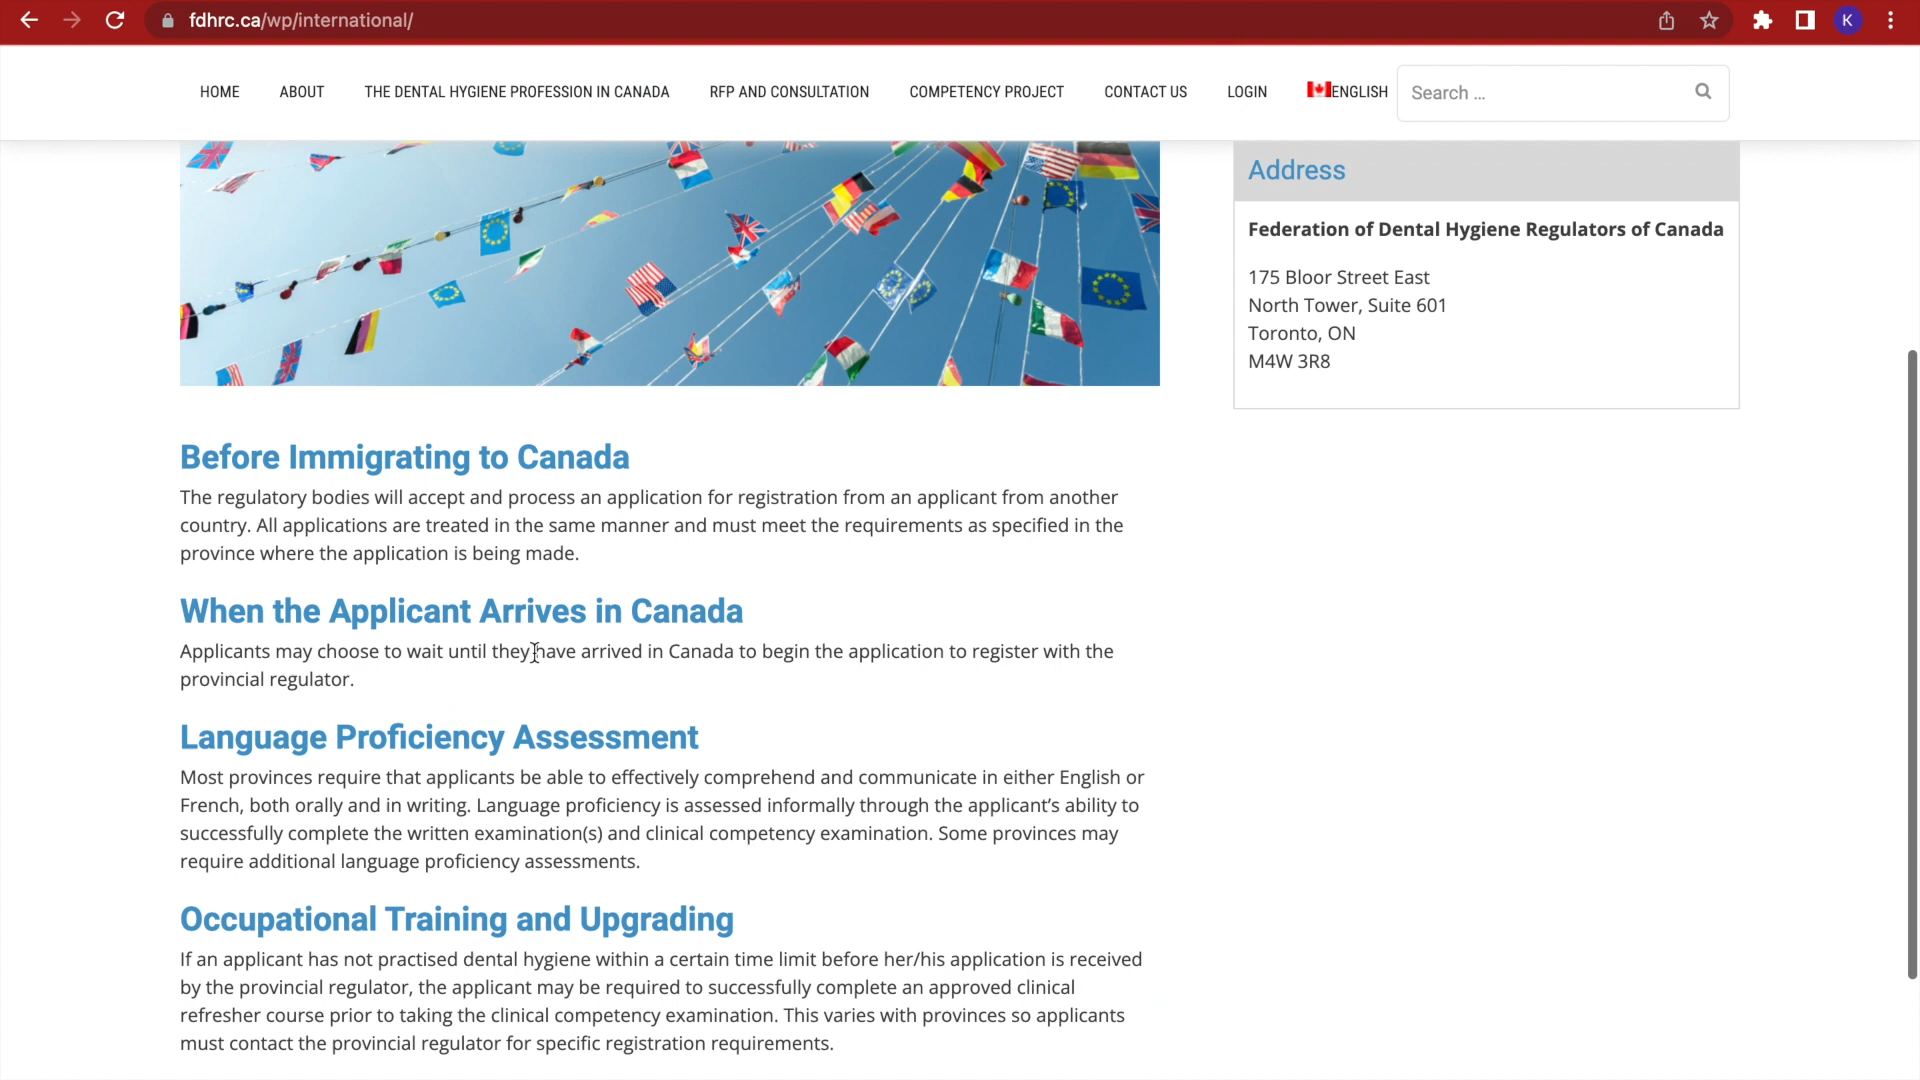 fdhrc.ca/wp/international/
K
HOME ABOUT THE DENTAL HYGIENE PROFESSION IN CANADA RFP AND CONSULTATION COMPETENCY PROJECT CONTACT US LOGIN ENGLISH Search ...
Address
Federation of Dental Hygiene Regulators of Canada
175 Bloor Street East
North Tower, Suite 601
Toronto, ON
M4W 3R8
Before Immigrating to Canada
The regulatory bodies will accept and process an application for registration from an applicant from another
country. All applications are treated in the same manner and must meet the requirements as specified in the
province where the application is being made.
When the Applicant Arrives in Canada
Applicants may choose to wait until they have arrived in Canada to begin the application to register with the
provincial regulator.
Language Proficiency Assessment
Most provinces require that applicants be able to effectively comprehend and communicate in either English or
French, both orally and in writing. Language proficiency is assessed informally through the applicant's ability to
successfully complete the written examination(s) and clinical competency examination. Some provinces may
require additional language proficiency assessments.
Occupational Training and Upgrading
If an applicant has not practised dental hygiene within a certain time limit before her/his application is received
by the provincial regulator, the applicant may be required to successfully complete an approved clinical
refresher course prior to taking the clinical competency examination. This varies with provinces so applicants
must contact the provincial regulator for specific registration requirements.